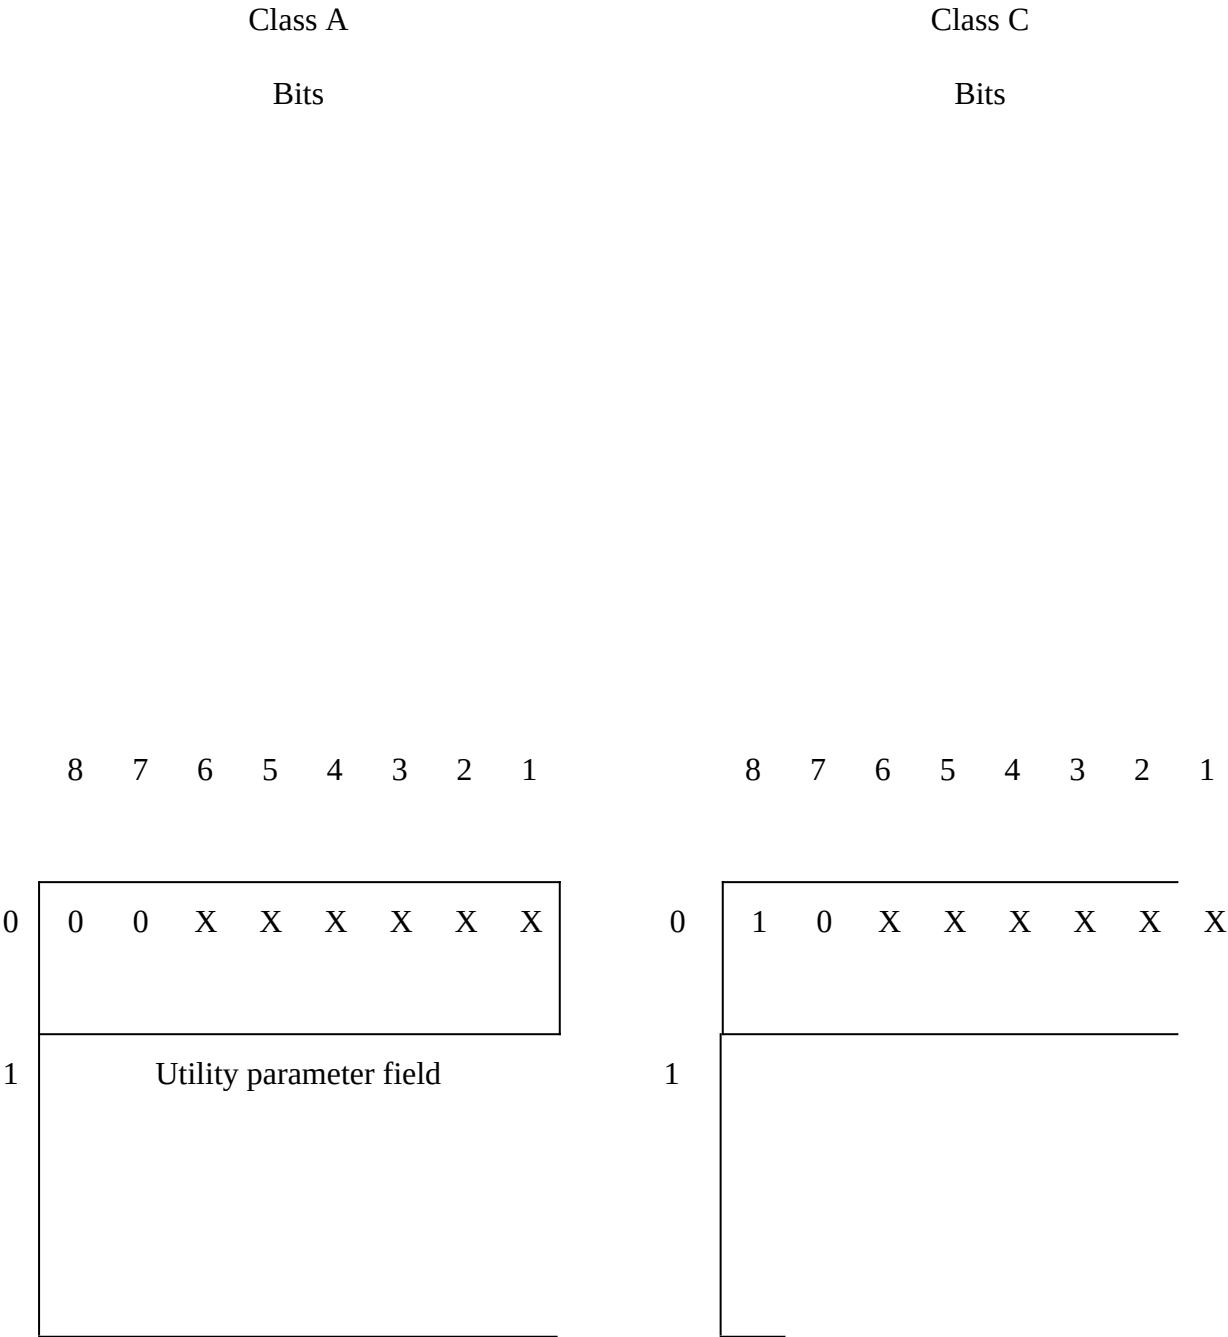 Class A Class C
Bits Bits
8 7 6 5 4 3 2 1 8 7 6 5 4 3 2 1
0 0 0 X X X X X X 0 1 0 X X X X X X
1 Utility parameter field 1